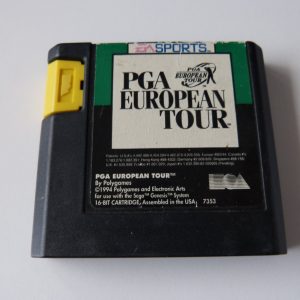 EA SPORTS
PGA
EUROPEAN
TOUR
PGA
EUROPEAN
TOUR™
PGA EUROPEAN TOUR™
By Polygames
©1994 Polygames and Electronic Arts
for use with the Sega™ Genesis™ System
16-BIT CARTRIDGE, Assembled in the USA, 7353